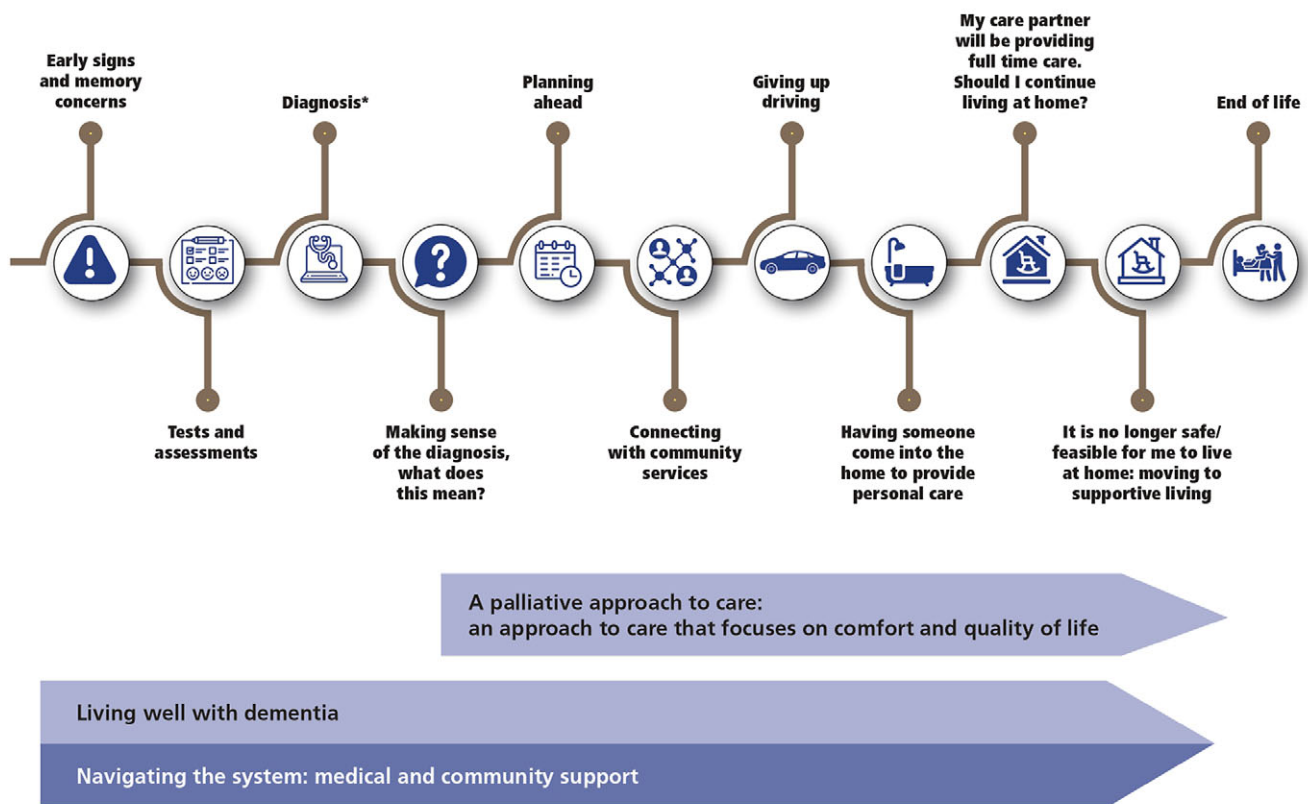 Early signs
and memory
concerns
Tests and
assessments
Diagnosis*
Making sense
of the diagnosis,
what does
this mean?
Planning
ahead
Connecting
with community
services
Giving up
driving
Having someone
come into the
home to provide
personal care
My care partner
will be providing
full time care.
Should I continue
living at home?
It is no longer safe/
feasible for me to live
at home: moving to
supportive living
End of life
A palliative approach to care:
an approach to care that focuses on comfort and quality of life
Living well with dementia
Navigating the system: medical and community support